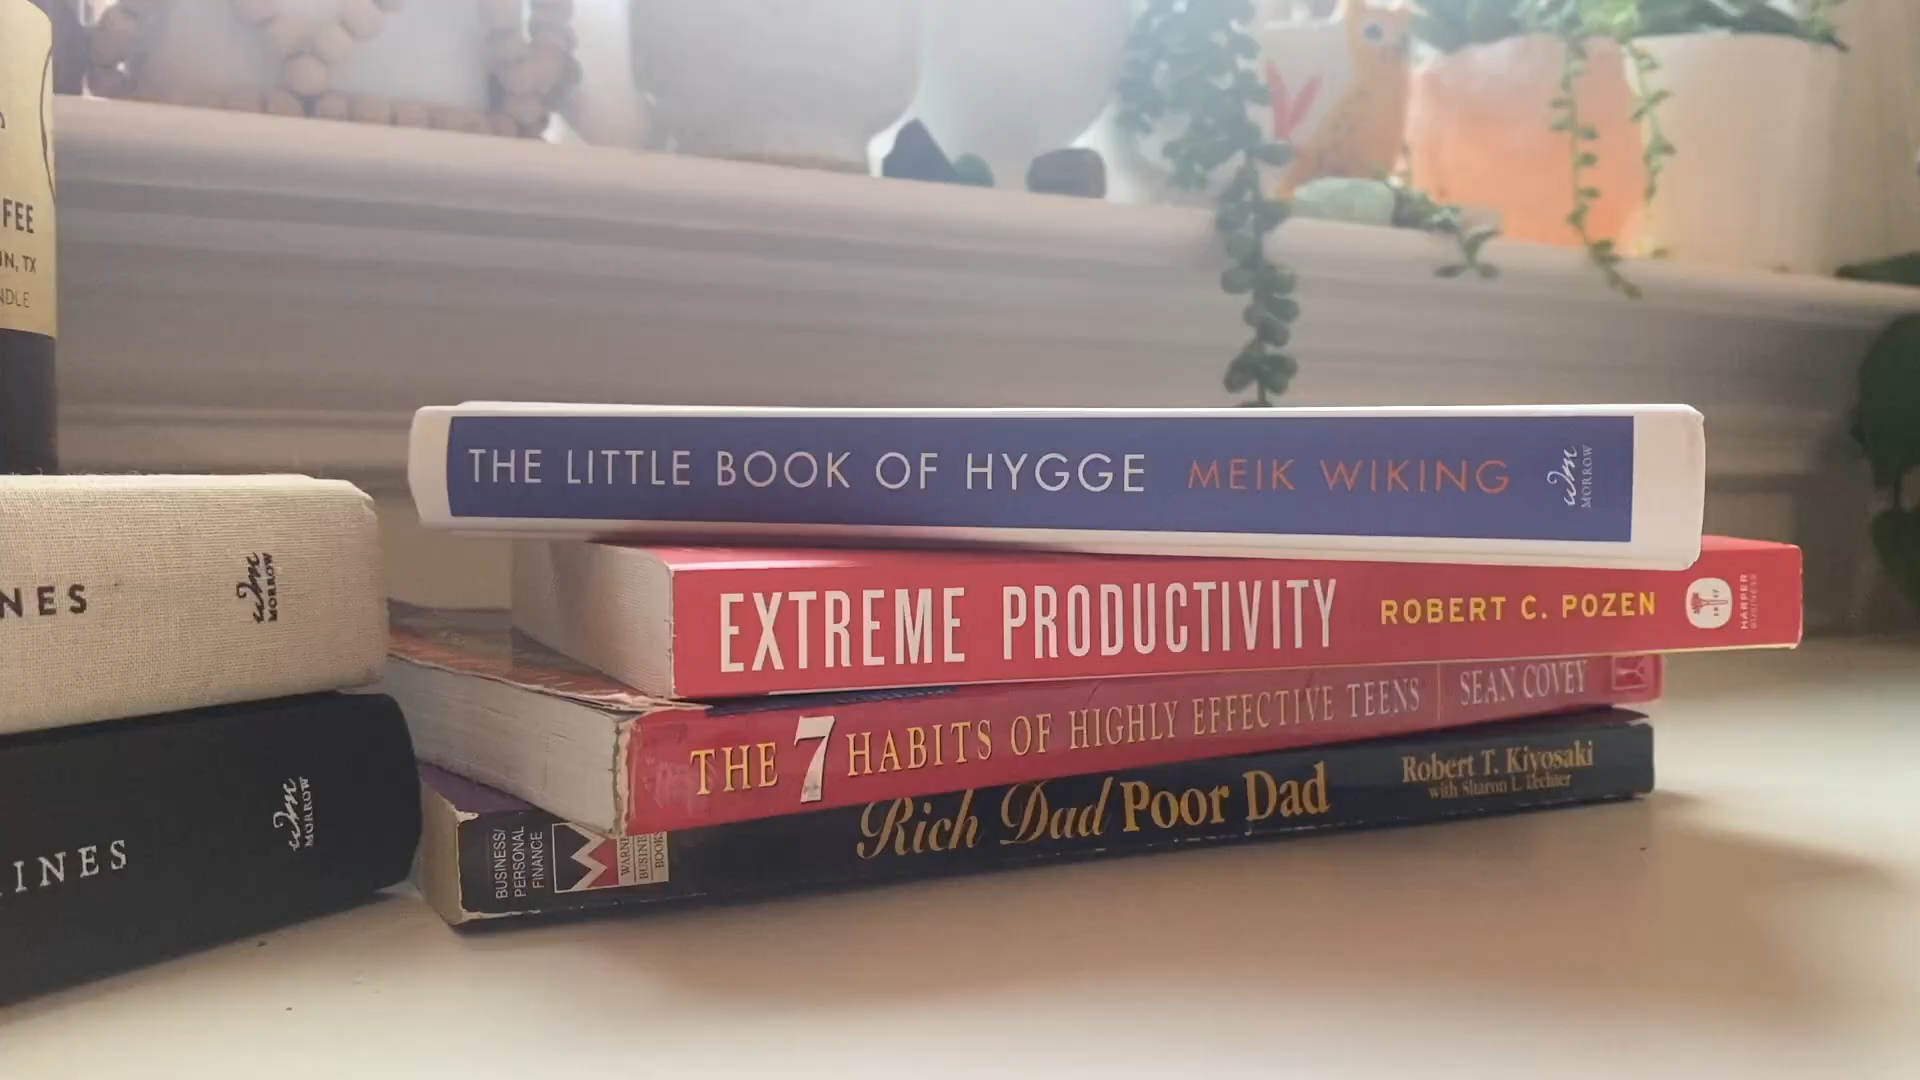 FEE
IN, TX
NDLE
THE LITTLE BOOK OF HYGGE MEIK WIKING
wm
MORROW
NES
wm
MORROW
EXTREME PRODUCTIVITY ROBERT C. POZEN
HARPER
BUSINESS
THE 7 HABITS OF HIGHLY EFFECTIVE TEENS SEAN COVEY
INES
wm
MORROW
BUSINESS/
PERSONAL
FINANCE
Rich Dad Poor Dad
Robert T. Kiyosaki
with Sharon L. Lechter